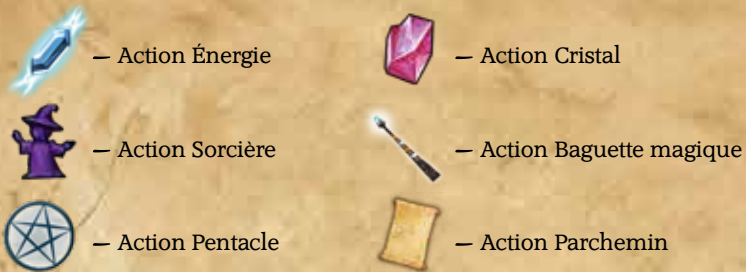 – Action Énergie
– Action Cristal
– Action Sorcière
– Action Baguette magique
– Action Pentacle
– Action Parchemin